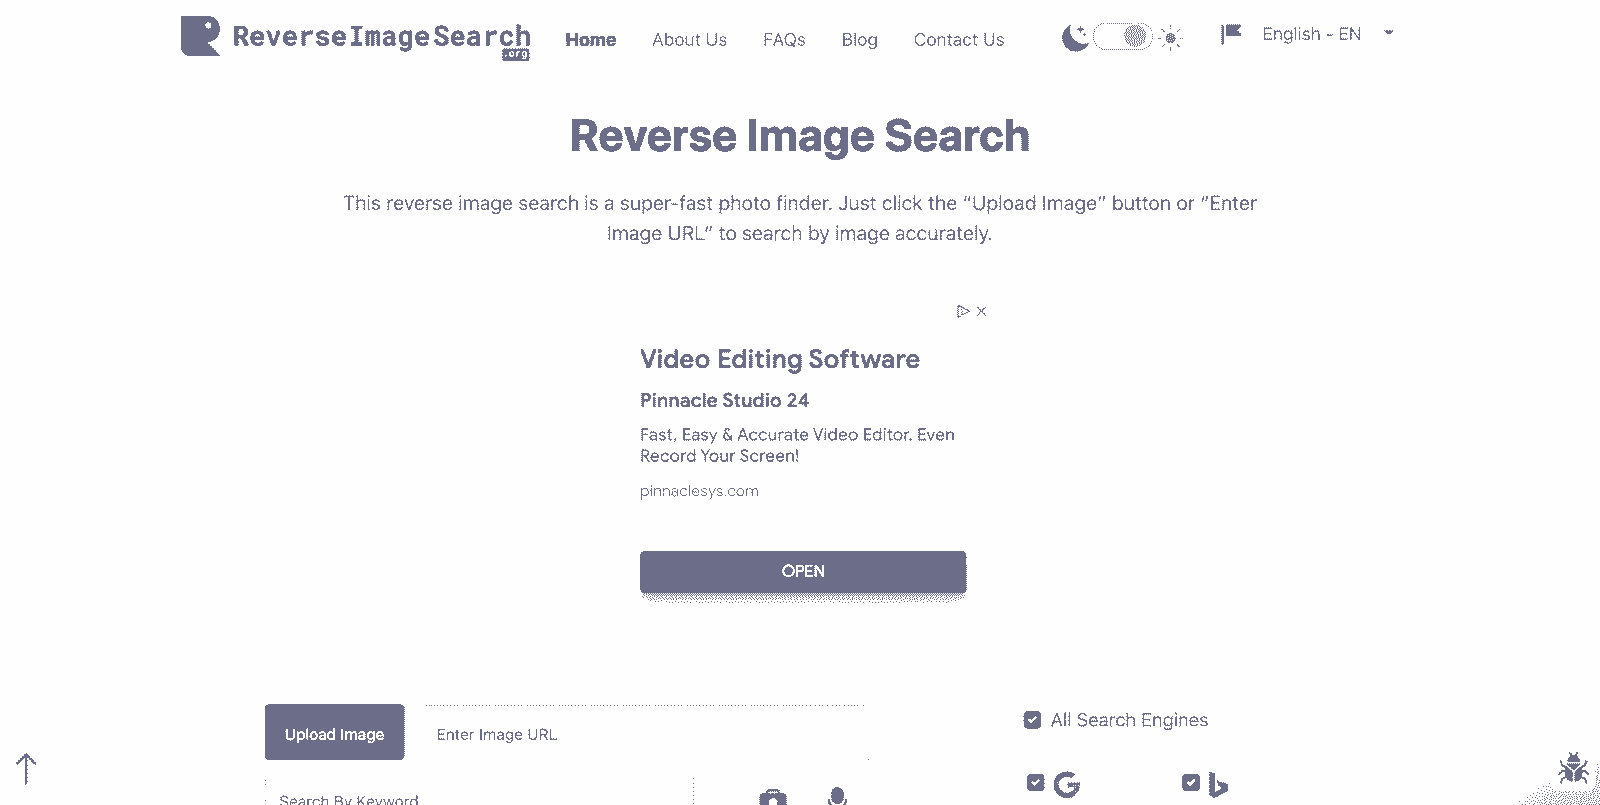 ReverseImageSearch
.org
Home
About Us
FAQs
Blog
Contact Us
English - EN
Reverse Image Search
This reverse image search is a super-fast photo finder. Just click the “Upload Image” button or “Enter
Image URL” to search by image accurately.
Video Editing Software
Pinnacle Studio 24
Fast, Easy & Accurate Video Editor. Even
Record Your Screen!
pinnaclesys.com
OPEN
Upload Image
Enter Image URL
All Search Engines
Search By Keyword